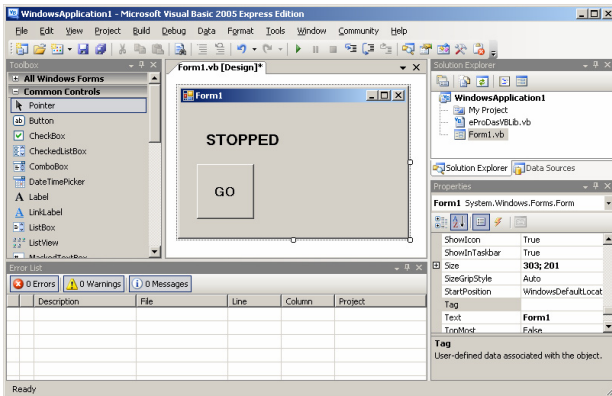 WindowsApplication1 - Microsoft Visual Basic 2005 Express Edition
File Edit View Project Build Debug Data Format Tools Window Community Help
Toolbox
All Windows Forms
Common Controls
Pointer
Button
CheckBox
CheckedListBox
ComboBox
DateTimePicker
A Label
A LinkLabel
ListBox
ListView
MaskedTextBox
Form1.vb [Design]*
Form1
STOPPED
GO
Solution Explorer
WindowsApplication1
My Project
eProDasVBLib.vb
Form1.vb
Solution Explorer Data Sources
Properties
Form1 System.Windows.Forms.Form
ShowIcon True
ShowInTaskbar True
Size 303; 201
SizeGripStyle Auto
StartPosition WindowsDefaultLocat
Tag
Text Form1
TopMost False
Tag
User-defined data associated with the object.
Error List
0 Errors 0 Warnings 0 Messages
Description File Line Column Project
Ready